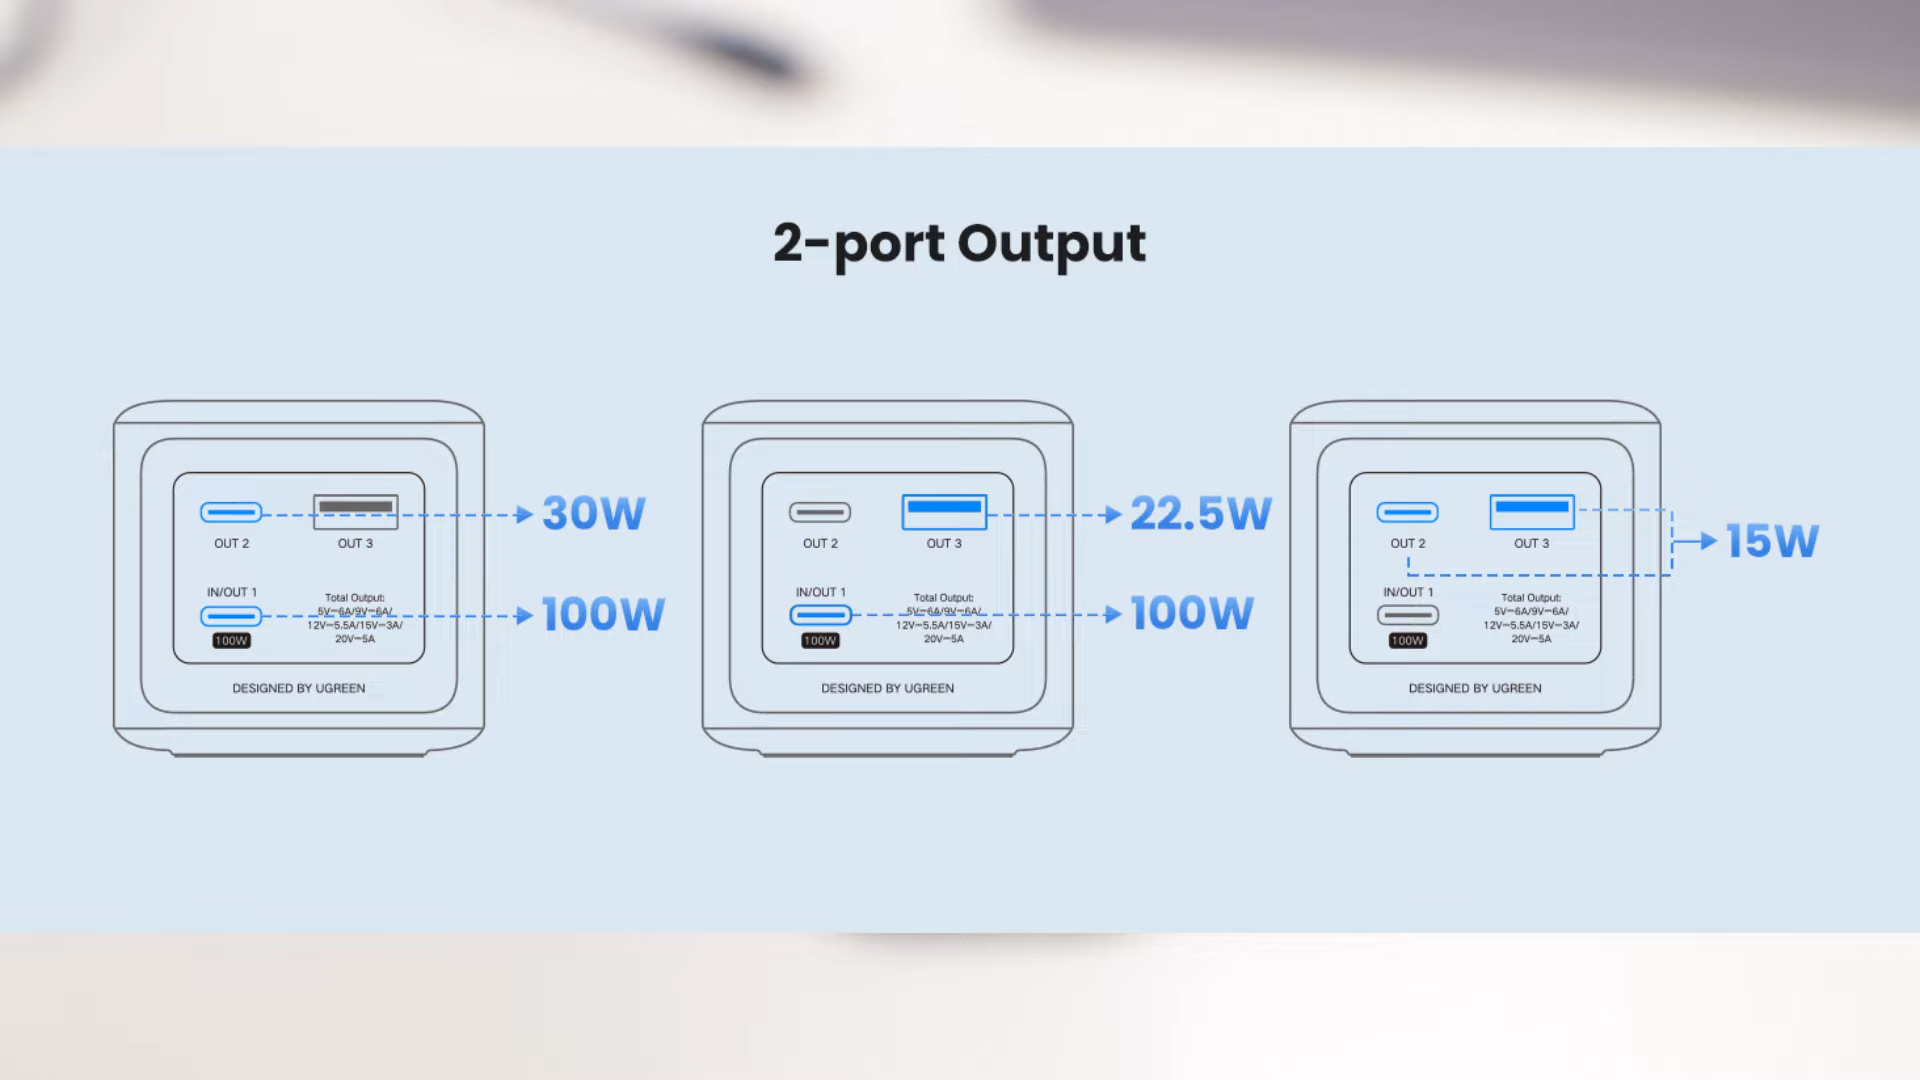 2-port Output
OUT 2
OUT 3
30W
IN/OUT 1
100W
Total Output:
5V⎓6A/9V⎓6A/
12V⎓5.5A/15V⎓3A/
20V⎓5A
100W
DESIGNED BY UGREEN
OUT 2
OUT 3
22.5W
IN/OUT 1
100W
Total Output:
5V⎓6A/9V⎓6A/
12V⎓5.5A/15V⎓3A/
20V⎓5A
100W
DESIGNED BY UGREEN
OUT 2
OUT 3
15W
IN/OUT 1
100W
Total Output:
5V⎓6A/9V⎓6A/
12V⎓5.5A/15V⎓3A/
20V⎓5A
DESIGNED BY UGREEN